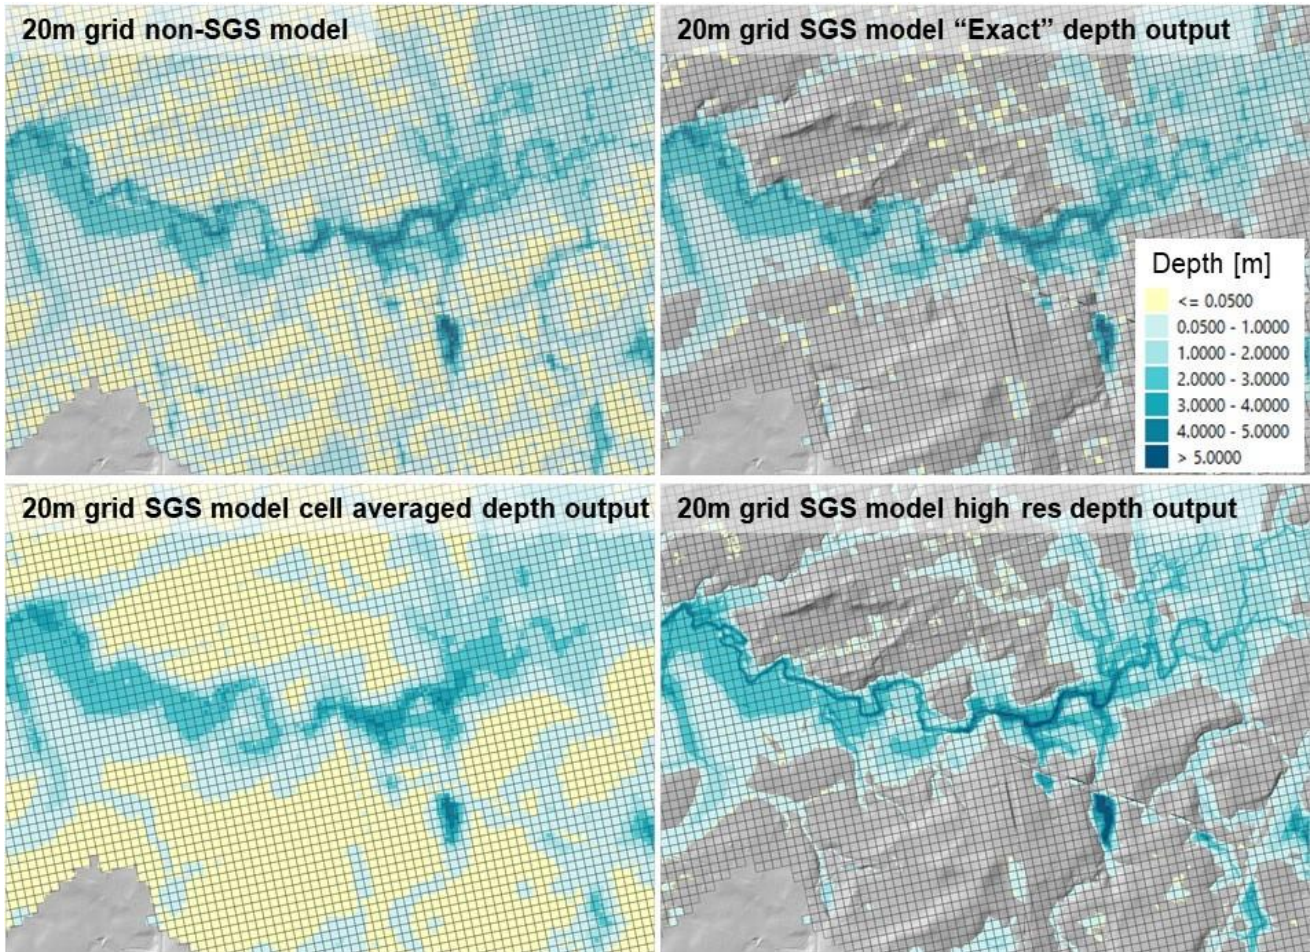 20m grid non-SGS model
20m grid SGS model “Exact” depth output
Depth [m]
<= 0.0500
0.0500 - 1.0000
1.0000 - 2.0000
2.0000 - 3.0000
3.0000 - 4.0000
4.0000 - 5.0000
> 5.0000
20m grid SGS model cell averaged depth output
20m grid SGS model high res depth output